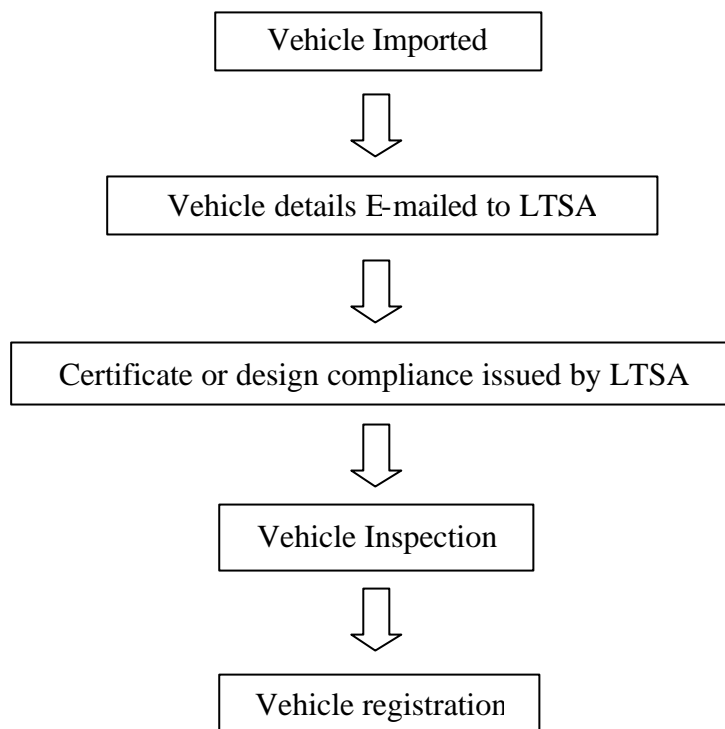 Vehicle Imported
Vehicle details E-mailed to LTSA
Certificate or design compliance issued by LTSA
Vehicle Inspection
Vehicle registration